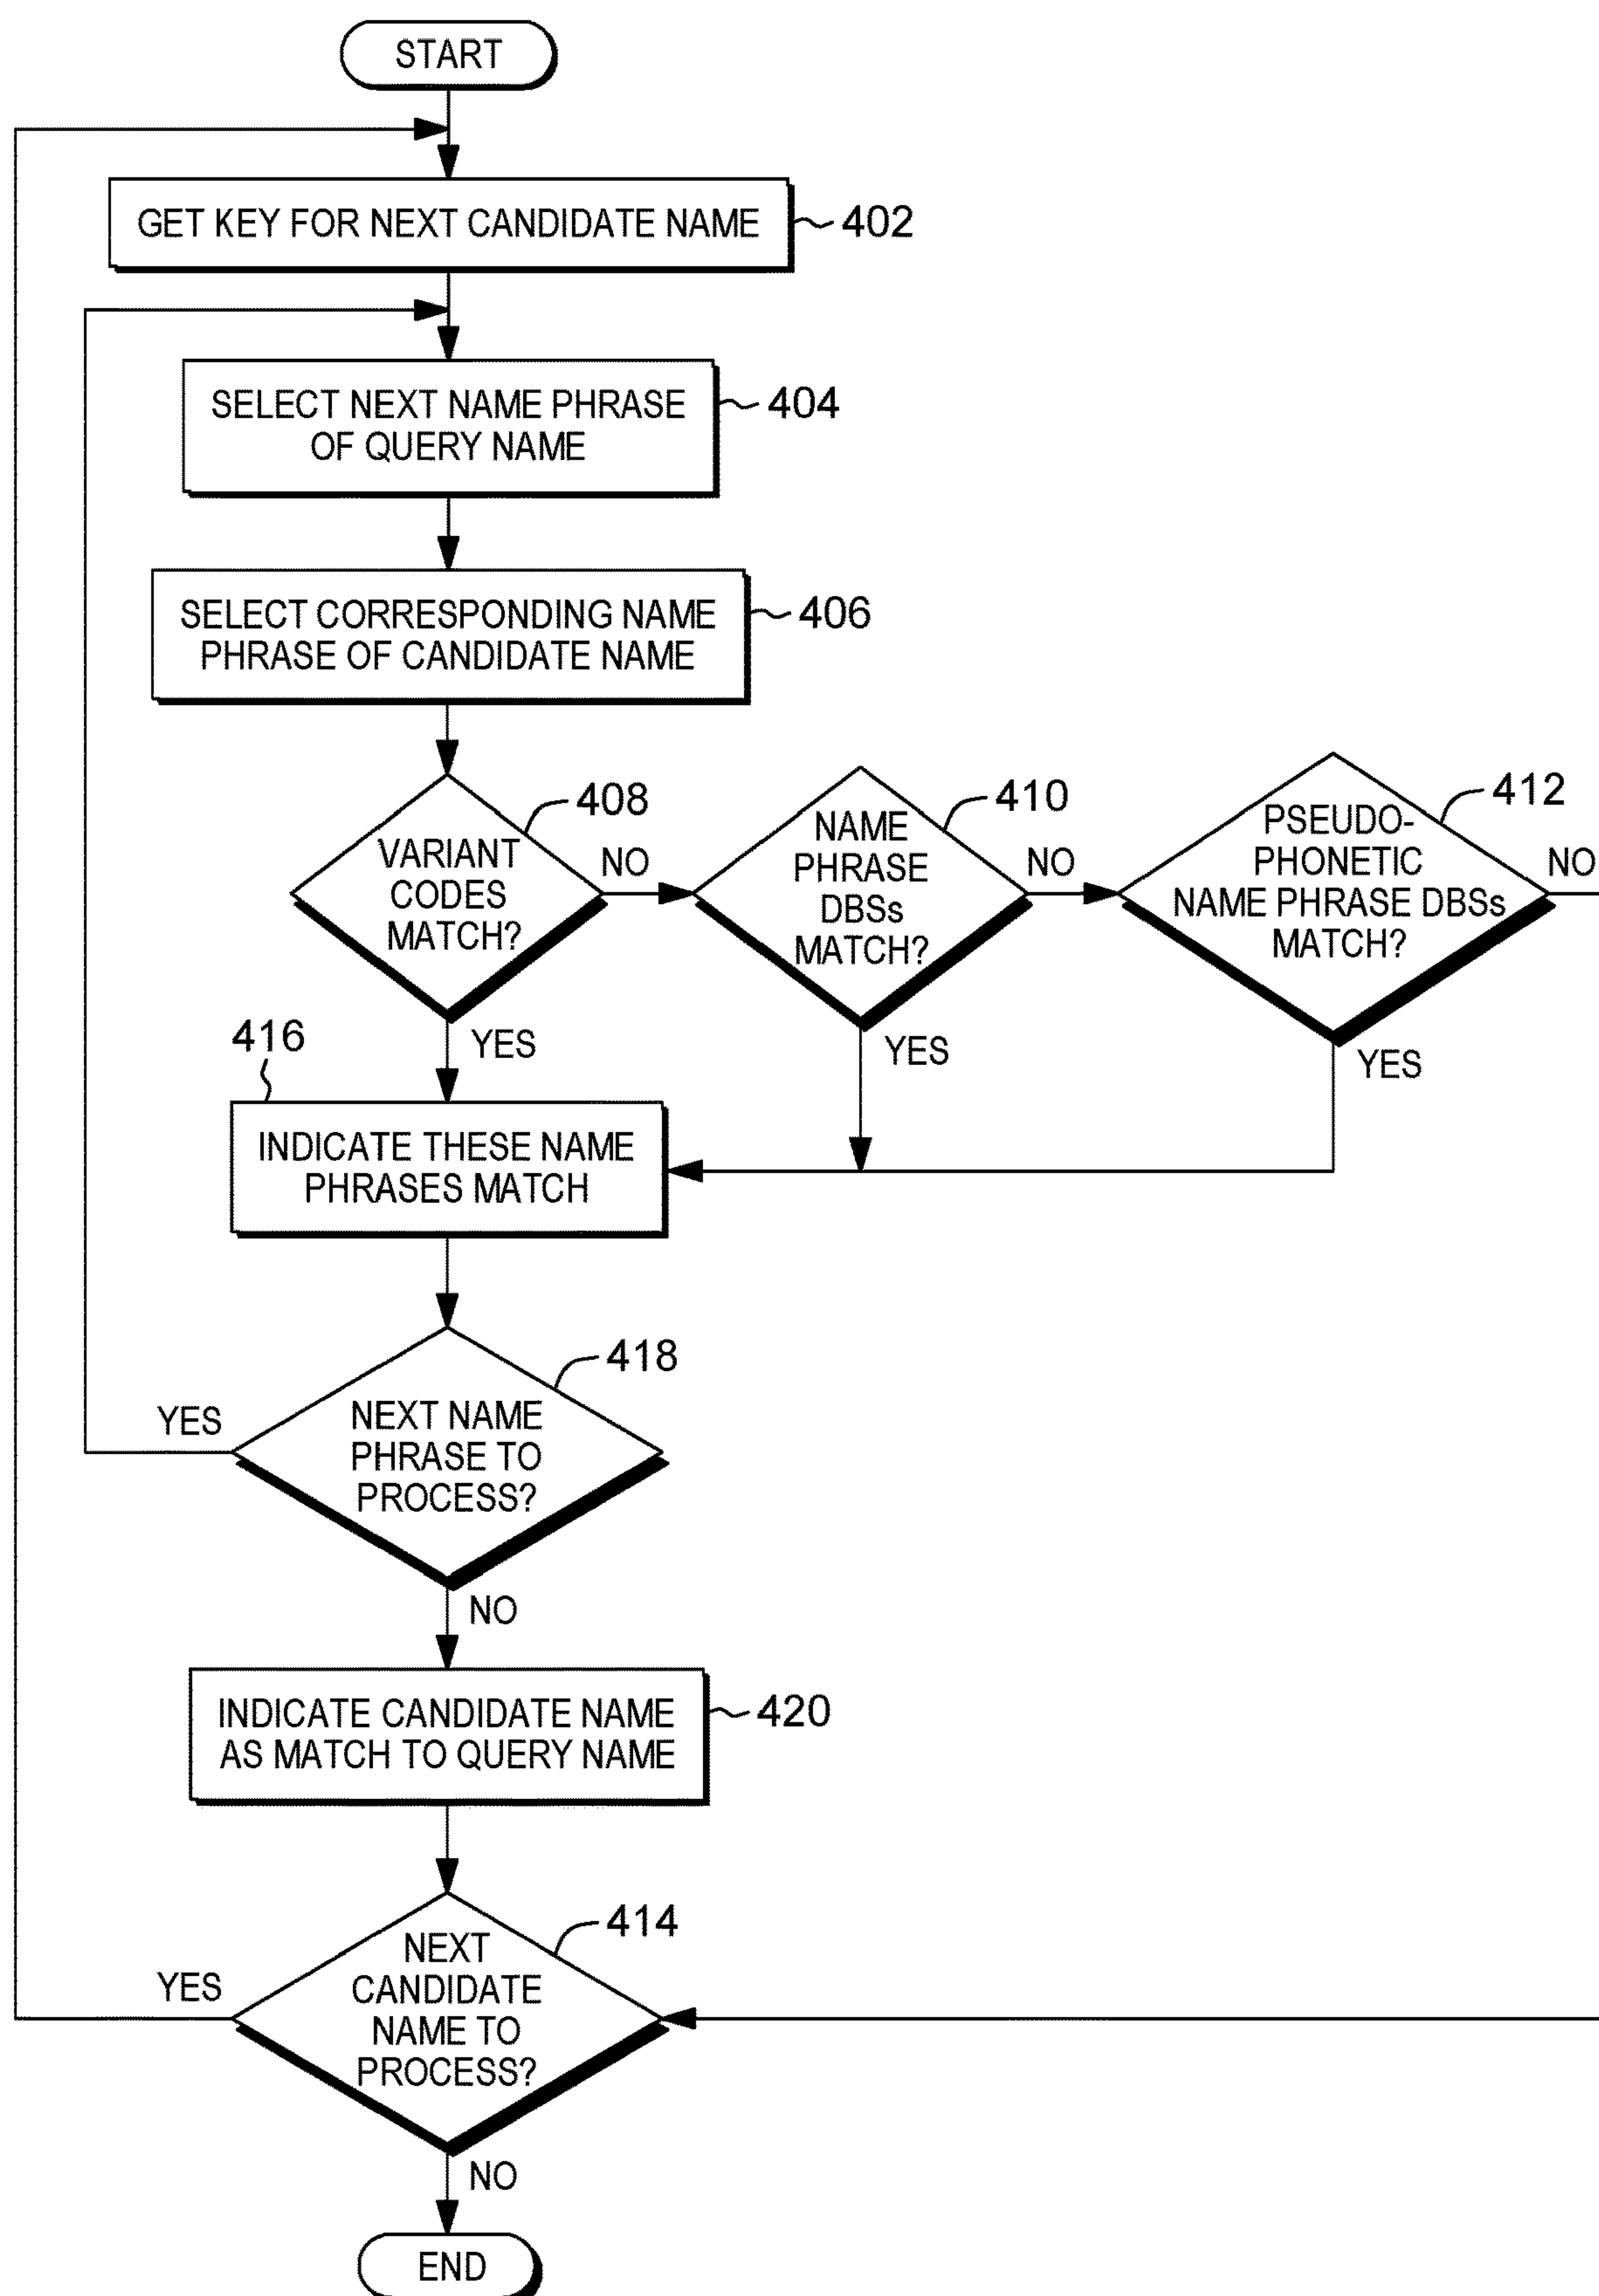 START
GET KEY FOR NEXT CANDIDATE NAME
402
SELECT NEXT NAME PHRASE
OF QUERY NAME
404
SELECT CORRESPONDING NAME
PHRASE OF CANDIDATE NAME
406
VARIANT
CODES
MATCH?
408
NO
NAME
PHRASE
DBSs
MATCH?
410
NO
PSEUDO-
PHONETIC
NAME PHRASE DBSs
MATCH?
412
NO
YES
YES
YES
416
INDICATE THESE NAME
PHRASES MATCH
418
NEXT NAME
PHRASE TO
PROCESS?
YES
NO
INDICATE CANDIDATE NAME
AS MATCH TO QUERY NAME
420
414
NEXT
CANDIDATE
NAME TO
PROCESS?
YES
NO
END